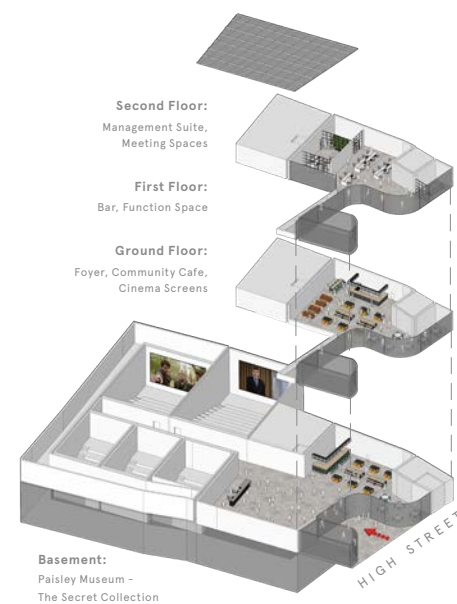 Second Floor:
Management Suite,
Meeting Spaces
First Floor:
Bar, Function Space
Ground Floor:
Foyer, Community Cafe,
Cinema Screens
HIGH STREET
Basement:
Paisley Museum -
The Secret Collection